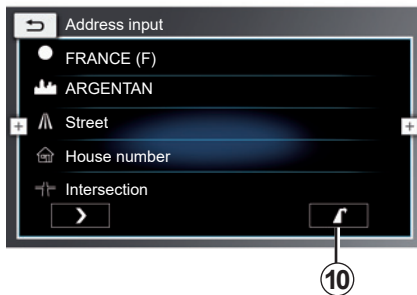 Address input
FRANCE (F)
ARGENTAN
Street
House number
Intersection
10